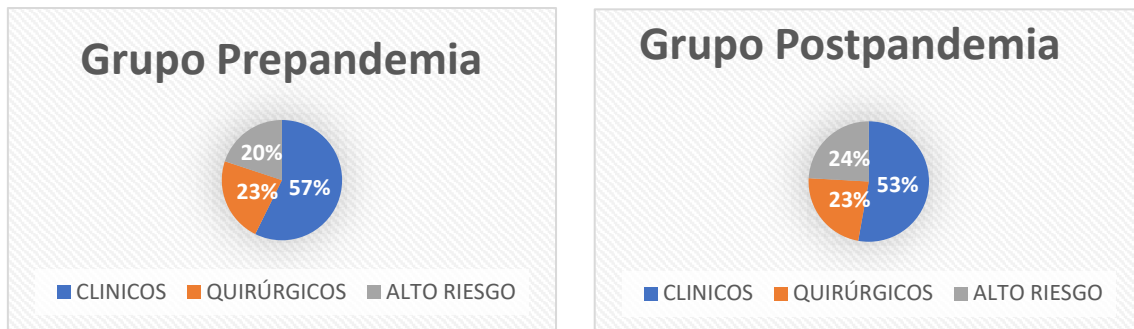 Grupo Prepandemia
20%
23%
57%
CLINICOS QUIRÚRGICOS ALTO RIESGO
Grupo Postpandemia
24%
23%
53%
CLINICOS QUIRÚRGICOS ALTO RIESGO